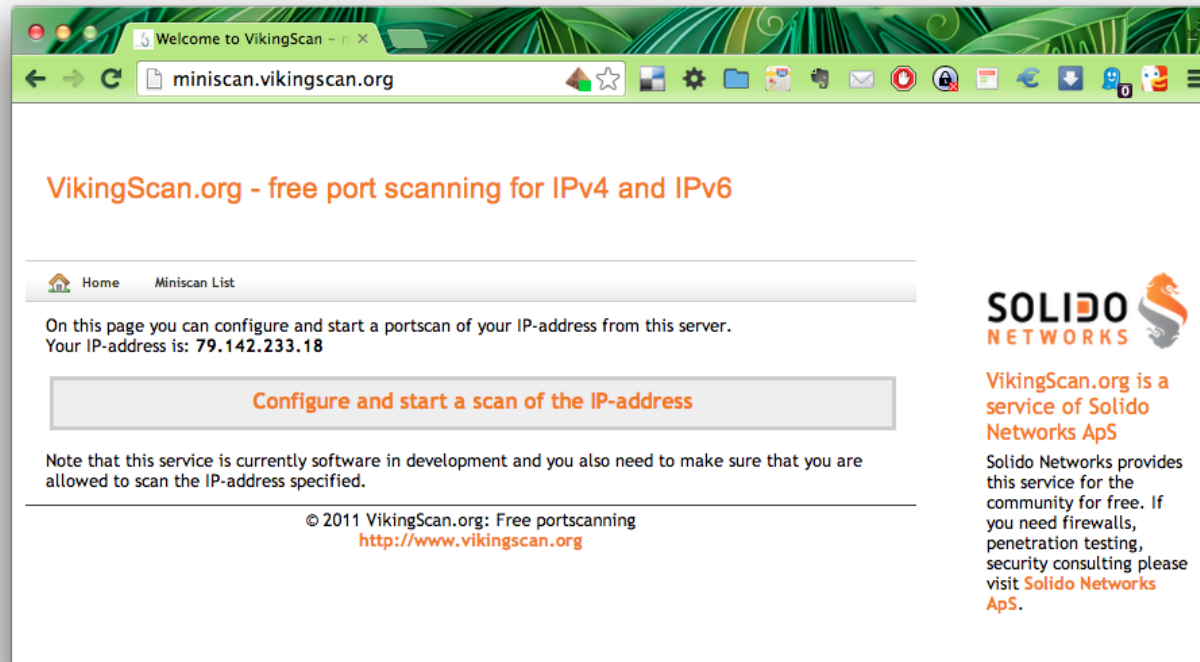 Welcome to VikingScan –
miniscan.vikingscan.org
0
VikingScan.org - free port scanning for IPv4 and IPv6
Home
Miniscan List
On this page you can configure and start a portscan of your IP-address from this server.
Your IP-address is: 79.142.233.18
Configure and start a scan of the IP-address
Note that this service is currently software in development and you also need to make sure that you are
allowed to scan the IP-address specified.
© 2011 VikingScan.org: Free portscanning
http://www.vikingscan.org
SOLIDO
NETWORKS
VikingScan.org is a
service of Solido
Networks ApS
Solido Networks provides
this service for the
community for free. If
you need firewalls,
penetration testing,
security consulting please
visit Solido Networks
ApS.